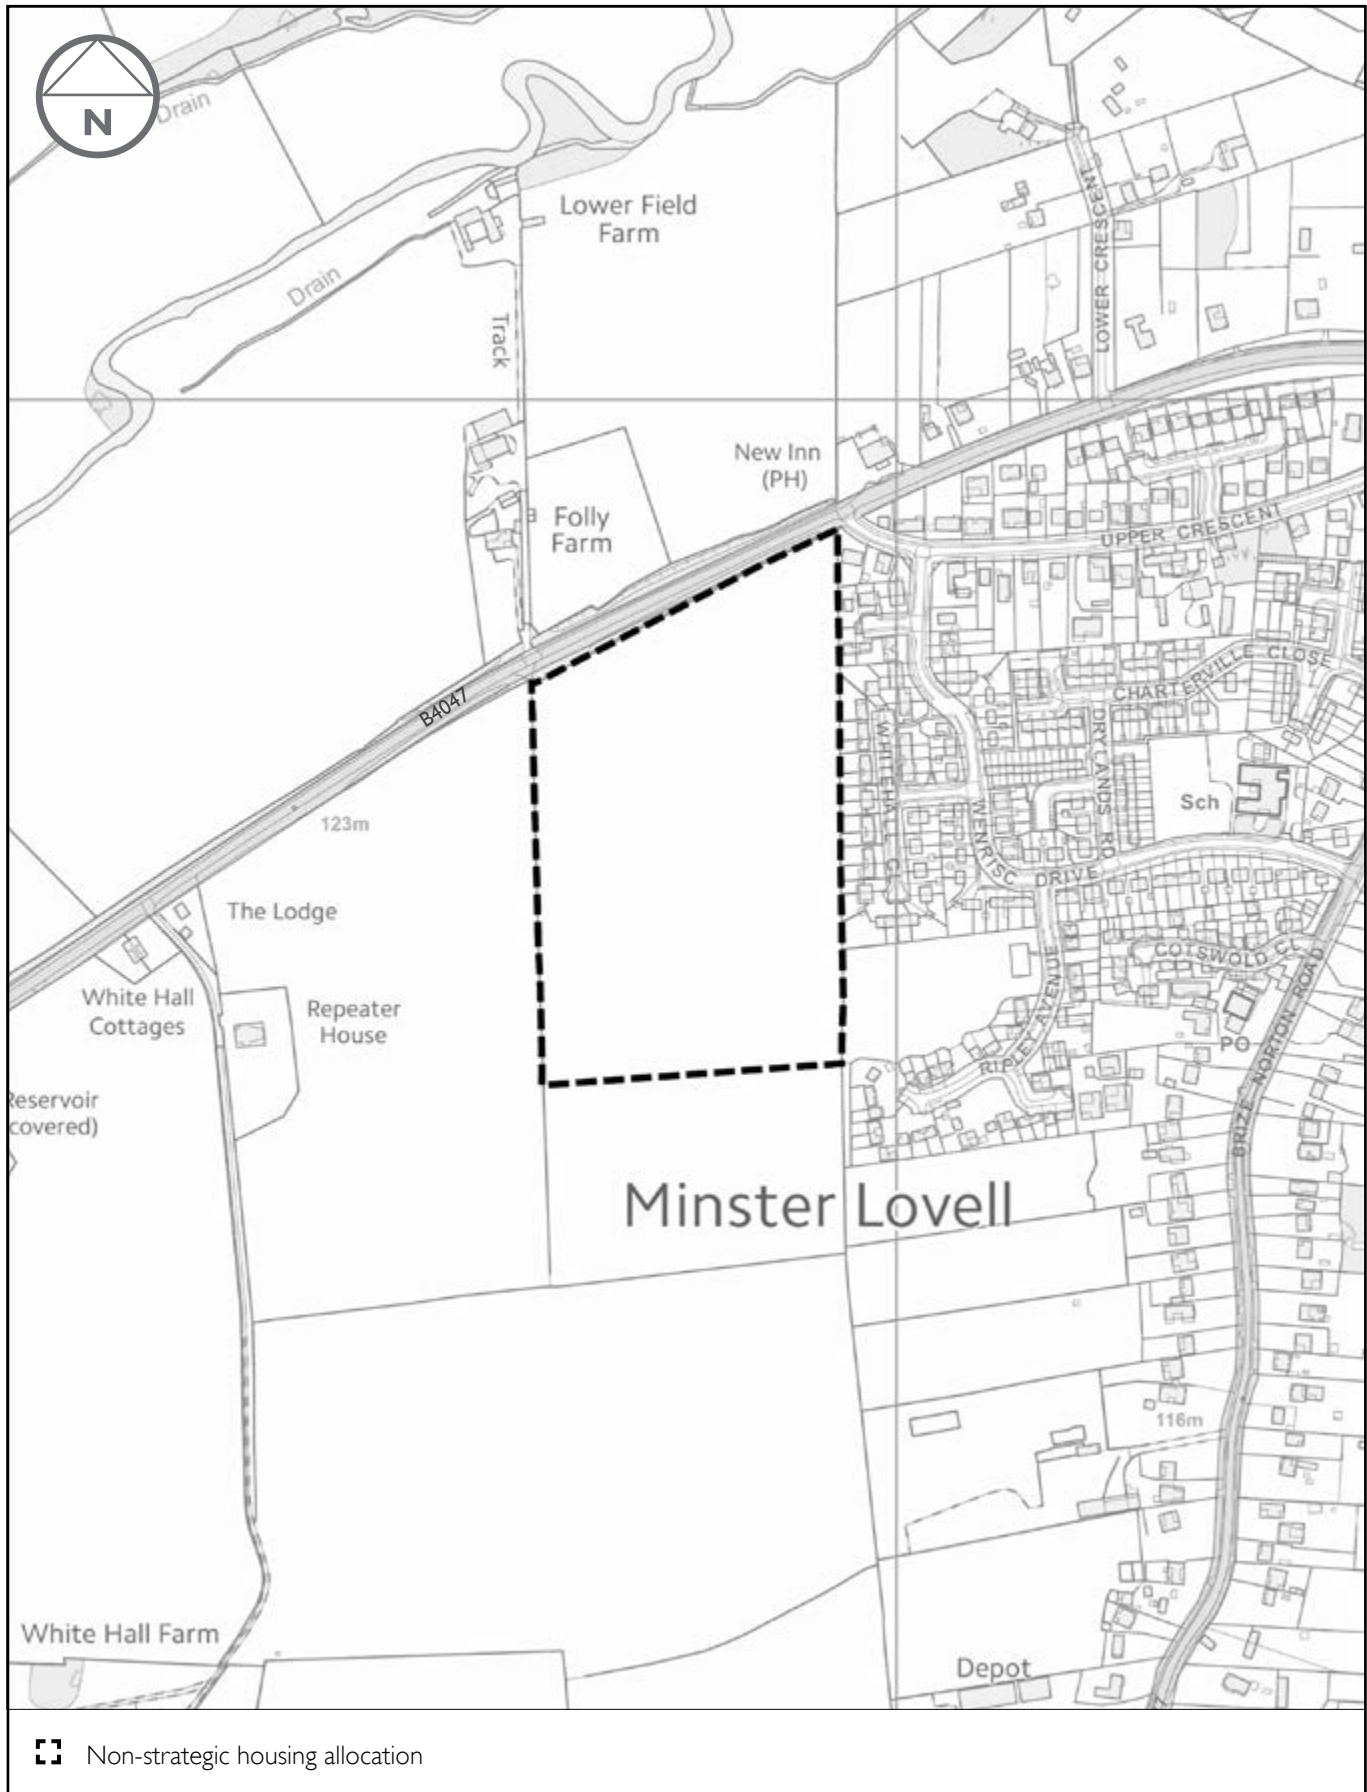 N
Drain
Lower Field
Farm
Drain
Track
LOWER CRESCENT
New Inn
(PH)
Folly
Farm
UPPER CRESCENT
CHARTERVILLE CLOSE
B4047
WHITEHALL CL
DRYLANDS RD
WENRISC DRIVE
Sch
123m
The Lodge
COTSWOLD CL
White Hall
Cottages
Repeater
House
RIPLEY AVENUE
PO
BRIZE NORTON ROAD
Reservoir
covered)
Minster Lovell
116m
White Hall Farm
Depot
Non-strategic housing allocation